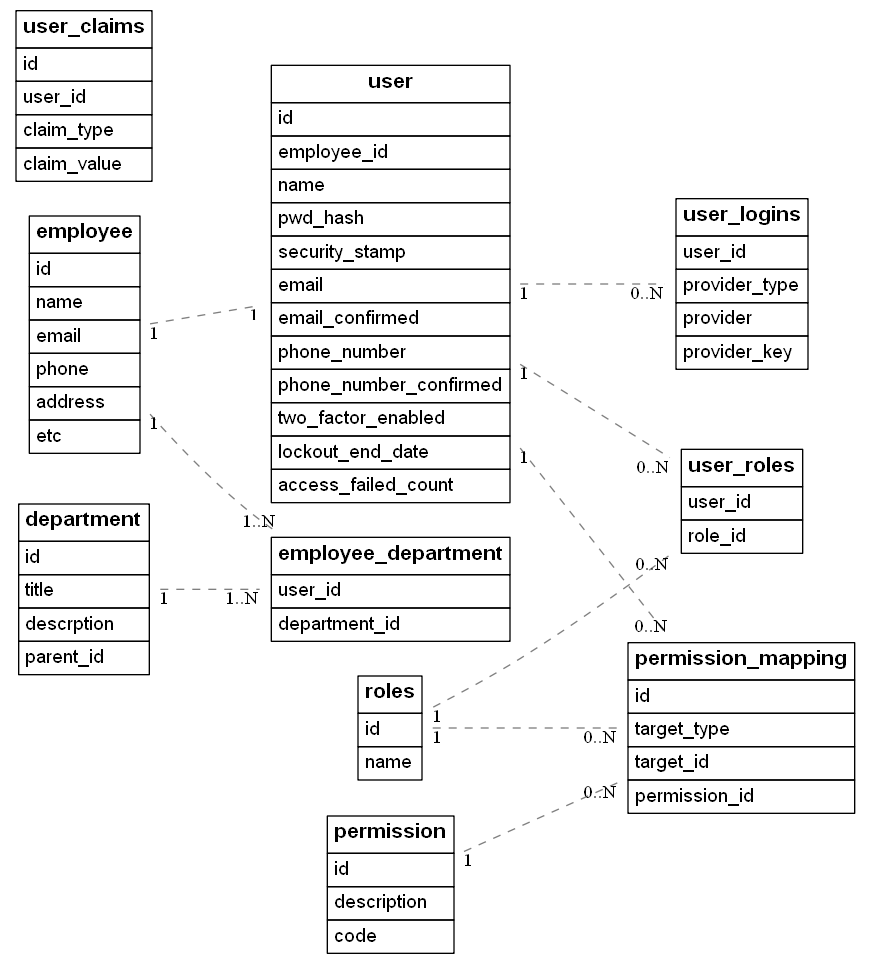 user_claims
id
user_id
claim_type
claim_value
user
id
employee_id
name
pwd_hash
security_stamp
email
email_confirmed
phone_number
phone_number_confirmed
two_factor_enabled
lockout_end_date
access_failed_count
user_logins
user_id
provider_type
provider
provider_key
employee
id
name
email
phone
address
etc
1
1
1
0..N
1
0..N
1
0..N
1
1..N
user_roles
user_id
role_id
department
id
title
descrption
parent_id
1
1..N
employee_department
user_id
department_id
0..N
1
1
0..N
roles
id
name
permission_mapping
id
target_type
target_id
permission_id
0..N
1
permission
id
description
code